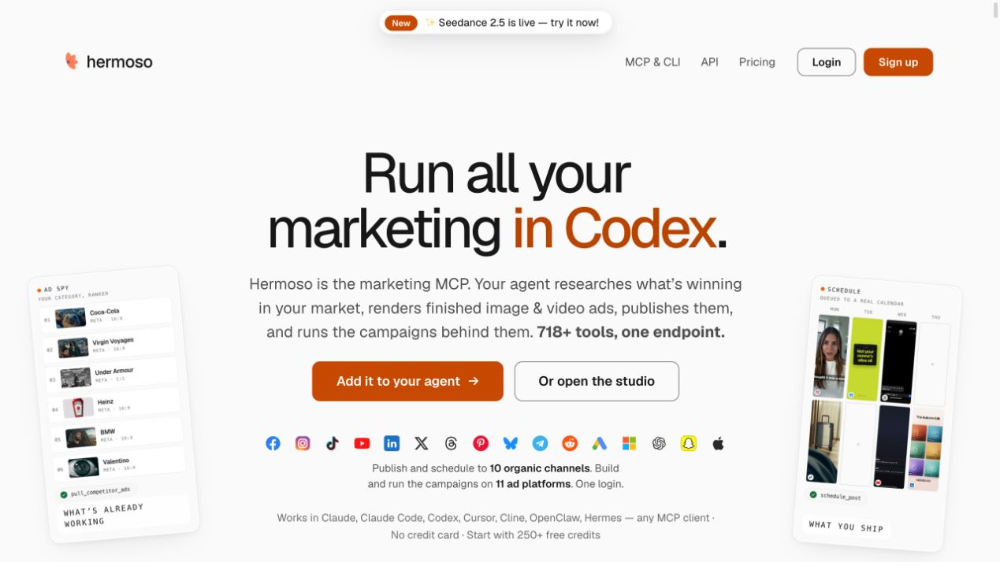 New ✨ Seedance 2.5 is live — try it now!
hermoso
MCP & CLI API Pricing Login Sign up
Run all your
marketing in Codex.
Hermoso is the marketing MCP. Your agent researches what's winning
in your market, renders finished image & video ads, publishes them,
and runs the campaigns behind them. 718+ tools, one endpoint.
Add it to your agent →
Or open the studio
Publish and schedule to 10 organic channels. Build
and run the campaigns on 11 ad platforms. One login.
Works in Claude, Claude Code, Codex, Cursor, Cline, OpenClaw, Hermes — any MCP client ·
No credit card · Start with 250+ free credits
AD SPY
YOUR CATEGORY, RANKED
01 Coca-Cola
META · 16:9
02 Virgin Voyages
META · 16:9
03 Under Armour
META · 1:1
04 Heinz
META · 16:9
05 BMW
META · 16:9
06 Valentino
META · 16:9
pull_competitor_ads
WHAT'S ALREADY
WORKING
SCHEDULE
QUEUED TO A REAL CALENDAR
MON TUE WED THU
Not your
nonna's
olive oil
schedule_post
WHAT YOU SHIP